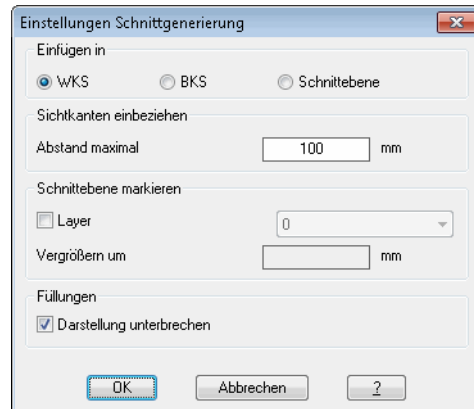 Einstellungen Schnittgenerierung
Einfügen in
WKS BKS Schnittebene
Sichtkanten einbeziehen
Abstand maximal 100 mm
Schnittebene markieren
Layer 0
Vergrößern um mm
Füllungen
Darstellung unterbrechen
OK Abbrechen ?